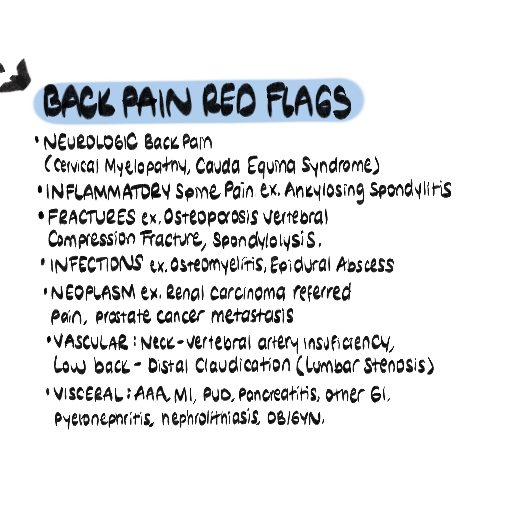 BACK PAIN RED FLAGS
• NEUROLOGIC Back Pain
(Cervical Myelopathy, Cauda Equina Syndrome)
• INFLAMMATORY Spine Pain ex. Ankylosing Spondylitis
• FRACTURES ex. Osteoporosis Vertebral
Compression Fracture, Spondylolysis.
• INFECTIONS ex. Osteomyelitis, Epidural Abscess
• NEOPLASM ex. Renal Carcinoma referred
Pain, prostate cancer metastasis
• VASCULAR: Neck-vertebral artery insuficiency,
Low back - Distal Claudication (Lumbar Stenosis)
• VISCERAL: AAA, MI, PUD, Pancreatitis, other GI,
Pyelonephritis, nephrolithiasis, OB/GYN.